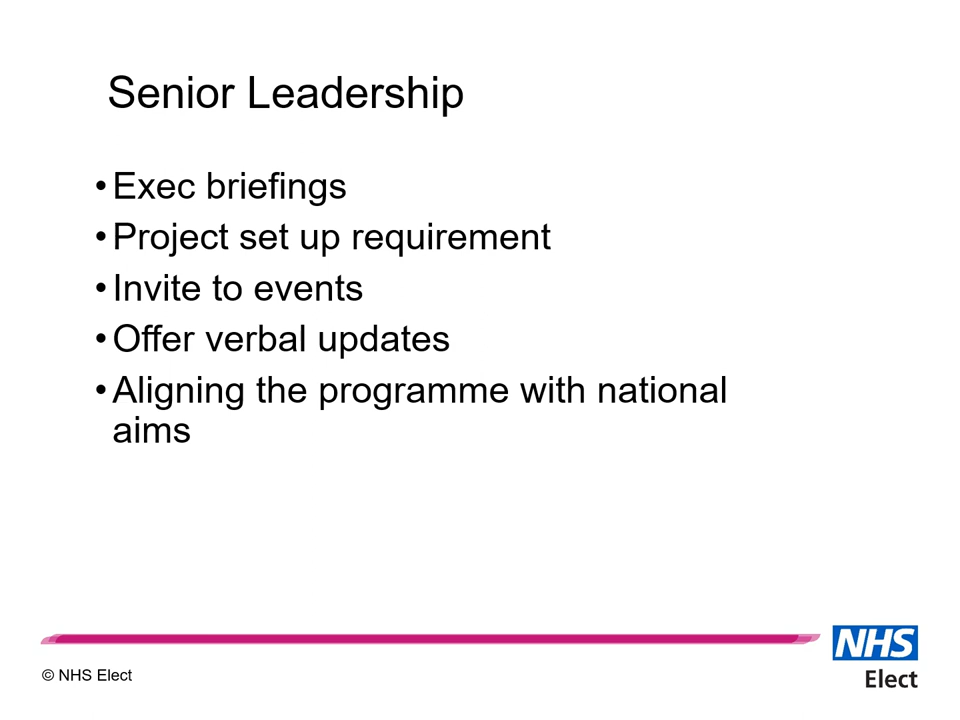 Senior Leadership
• Exec briefings
• Project set up requirement
• Invite to events
• Offer verbal updates
• Aligning the programme with national
aims
NHS
Elect
© NHS Elect